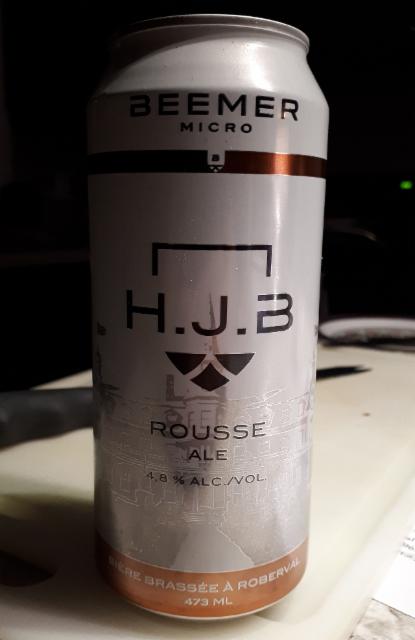 BEEMER
MICRO
H.J.B
ROUSSE
ALE
4,8 % ALC./VOL.
BIÈRE BRASSÉE À ROBERVAL
473 ML